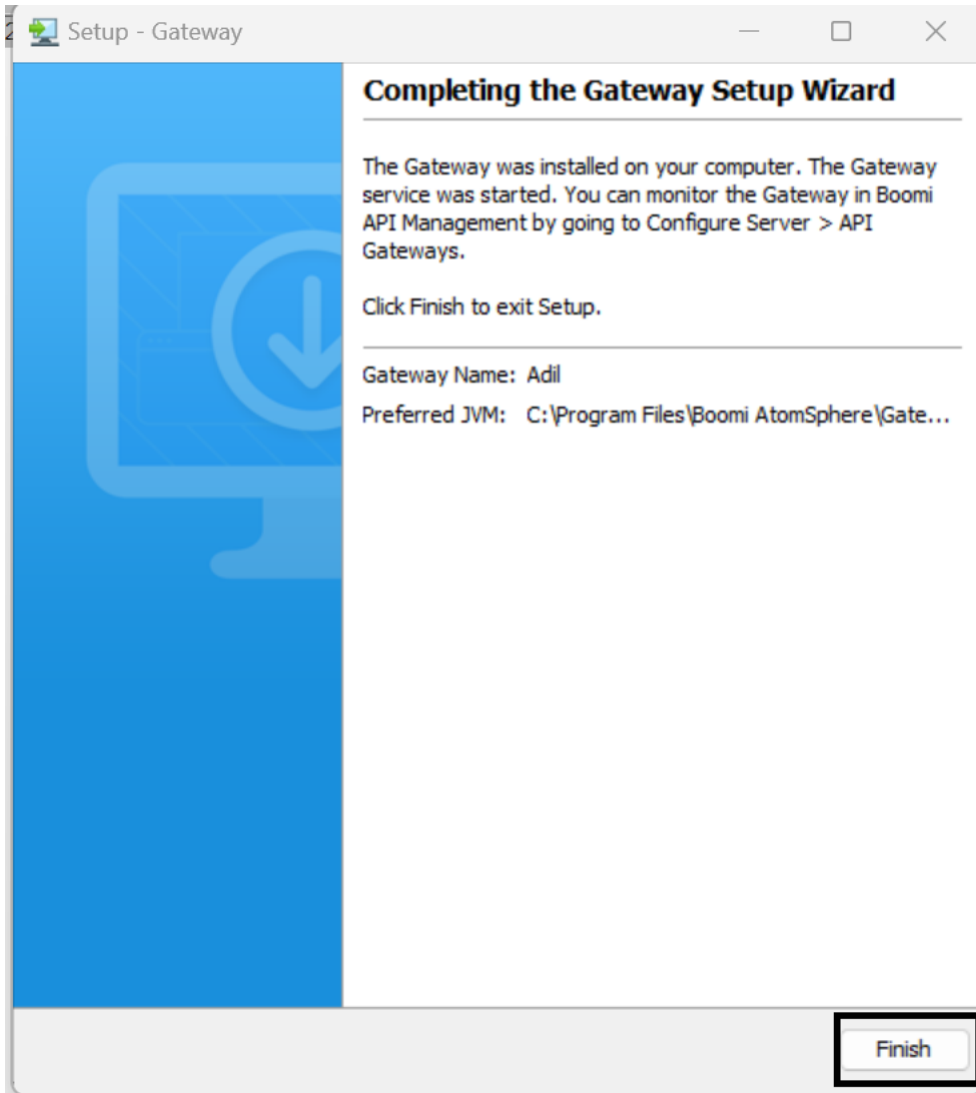 Setup - Gateway
Completing the Gateway Setup Wizard
The Gateway was installed on your computer. The Gateway
service was started. You can monitor the Gateway in Boomi
API Management by going to Configure Server > API
Gateways.
Click Finish to exit Setup.
Gateway Name: Adil
Preferred JVM: C:\Program Files\Boomi AtomSphere\Gate...
Finish